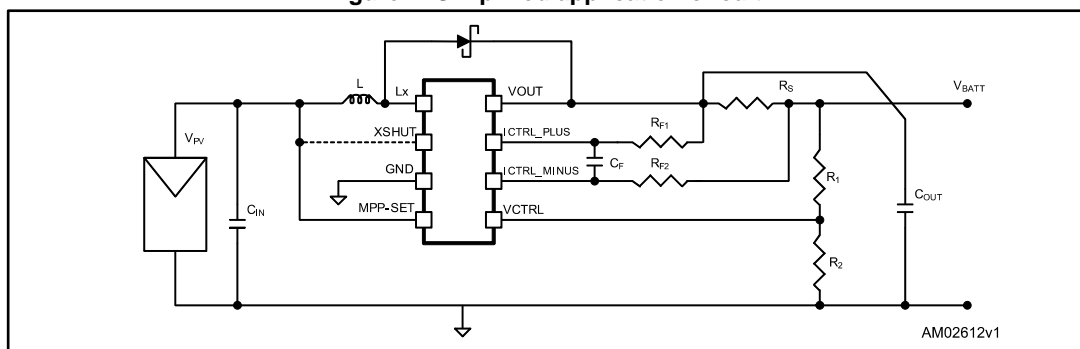 L
Lx
VOUT
RS
VBATT
VPV
XSHUT
ICTRL_PLUS
RF1
CF
GND
ICTRL_MINUS
RF2
R1
CIN
MPP-SET
VCTRL
COUT
R2
AM02612v1